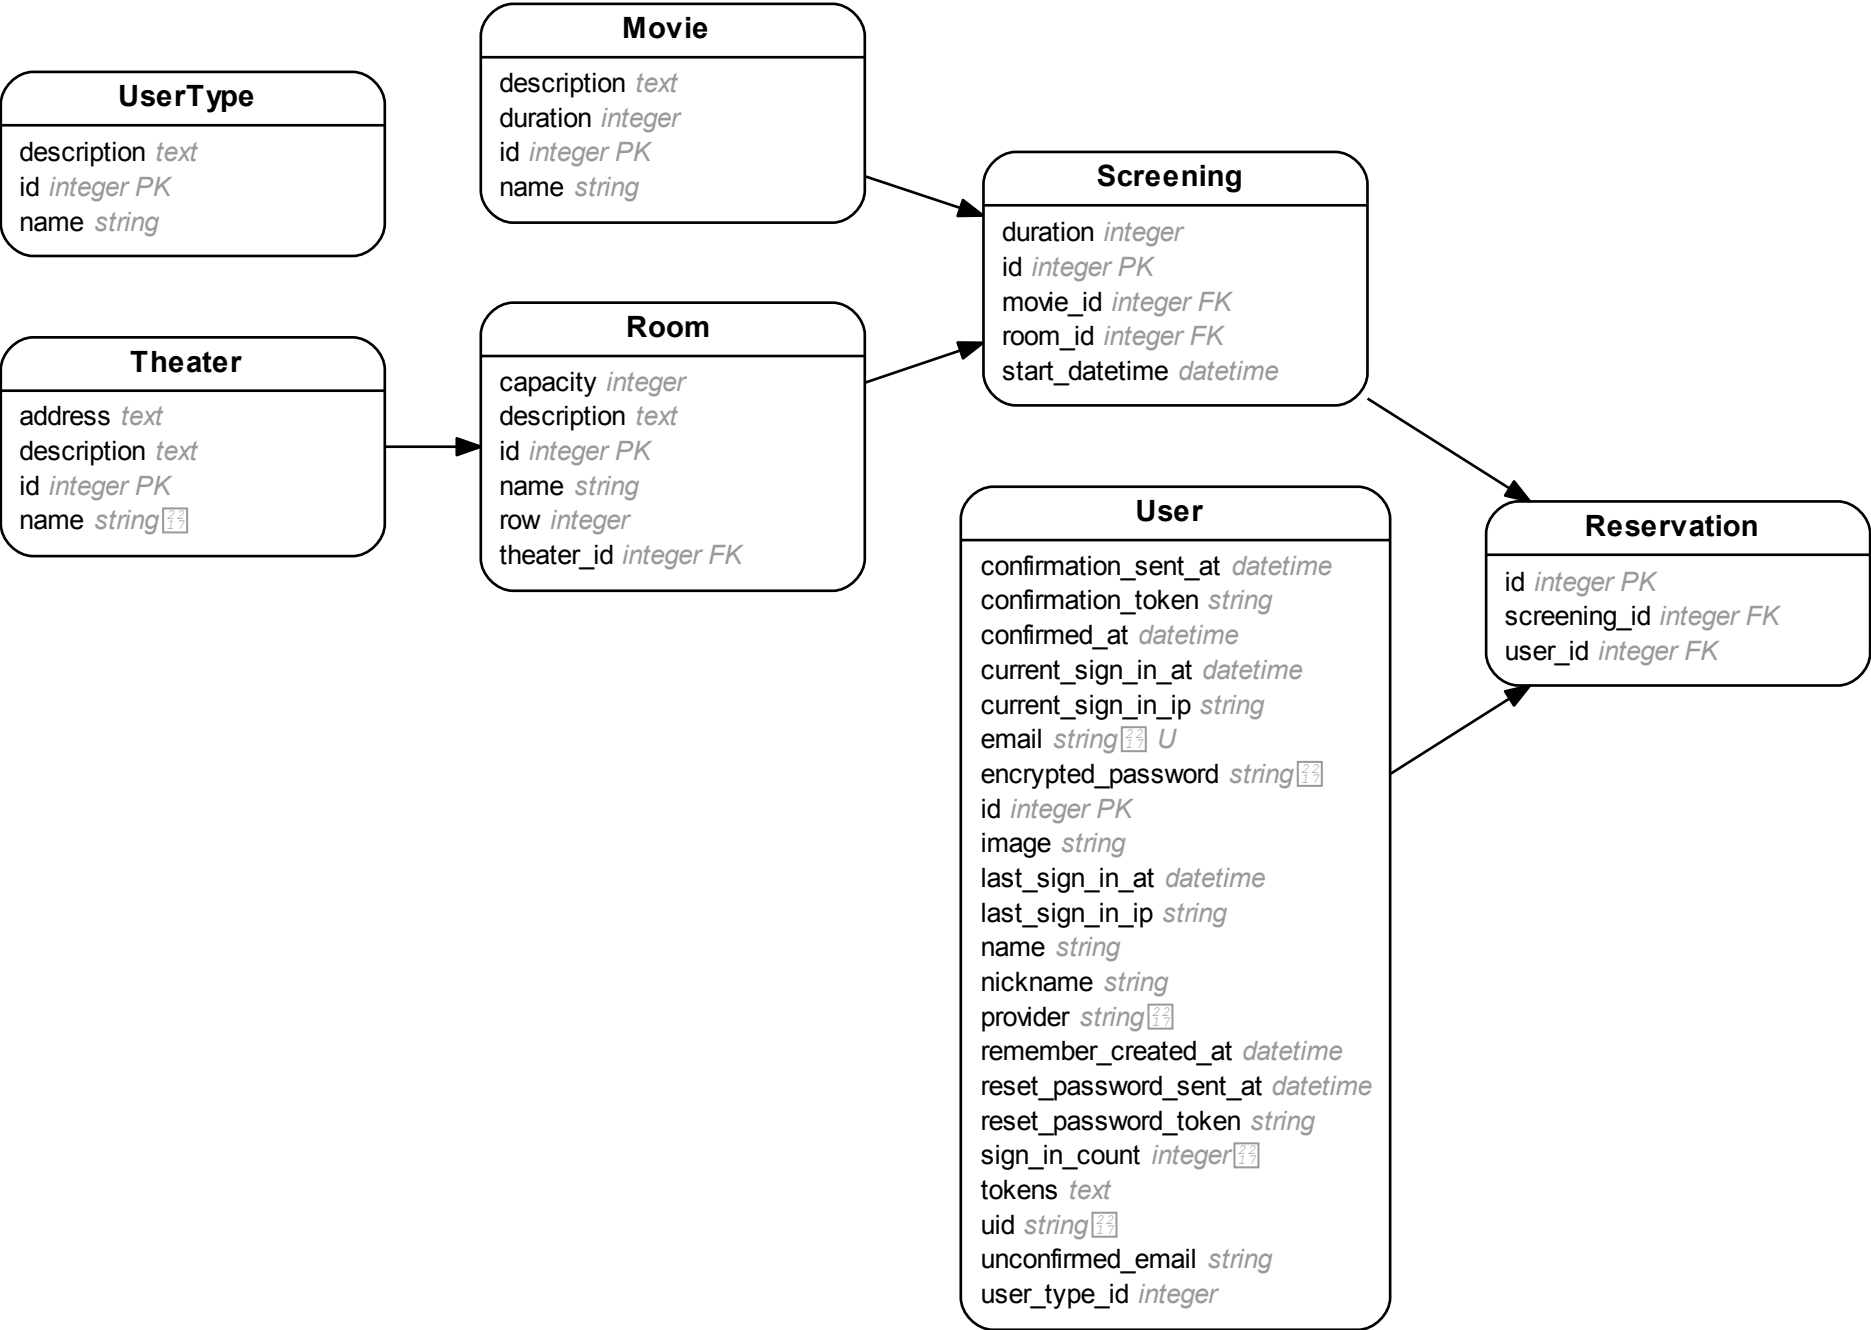 UserType
description text
id integer PK
name string
Movie
description text
duration integer
id integer PK
name string
Theater
address text
description text
id integer PK
name string
Room
capacity integer
description text
id integer PK
name string
row integer
theater_id integer FK
Screening
duration integer
id integer PK
movie_id integer FK
room_id integer FK
start_datetime datetime
User
confirmation_sent_at datetime
confirmation_token string
confirmed_at datetime
current_sign_in_at datetime
current_sign_in_ip string
email string U
encrypted_password string
id integer PK
image string
last_sign_in_at datetime
last_sign_in_ip string
name string
nickname string
provider string
remember_created_at datetime
reset_password_sent_at datetime
reset_password_token string
sign_in_count integer
tokens text
uid string
unconfirmed_email string
user_type_id integer
Reservation
id integer PK
screening_id integer FK
user_id integer FK